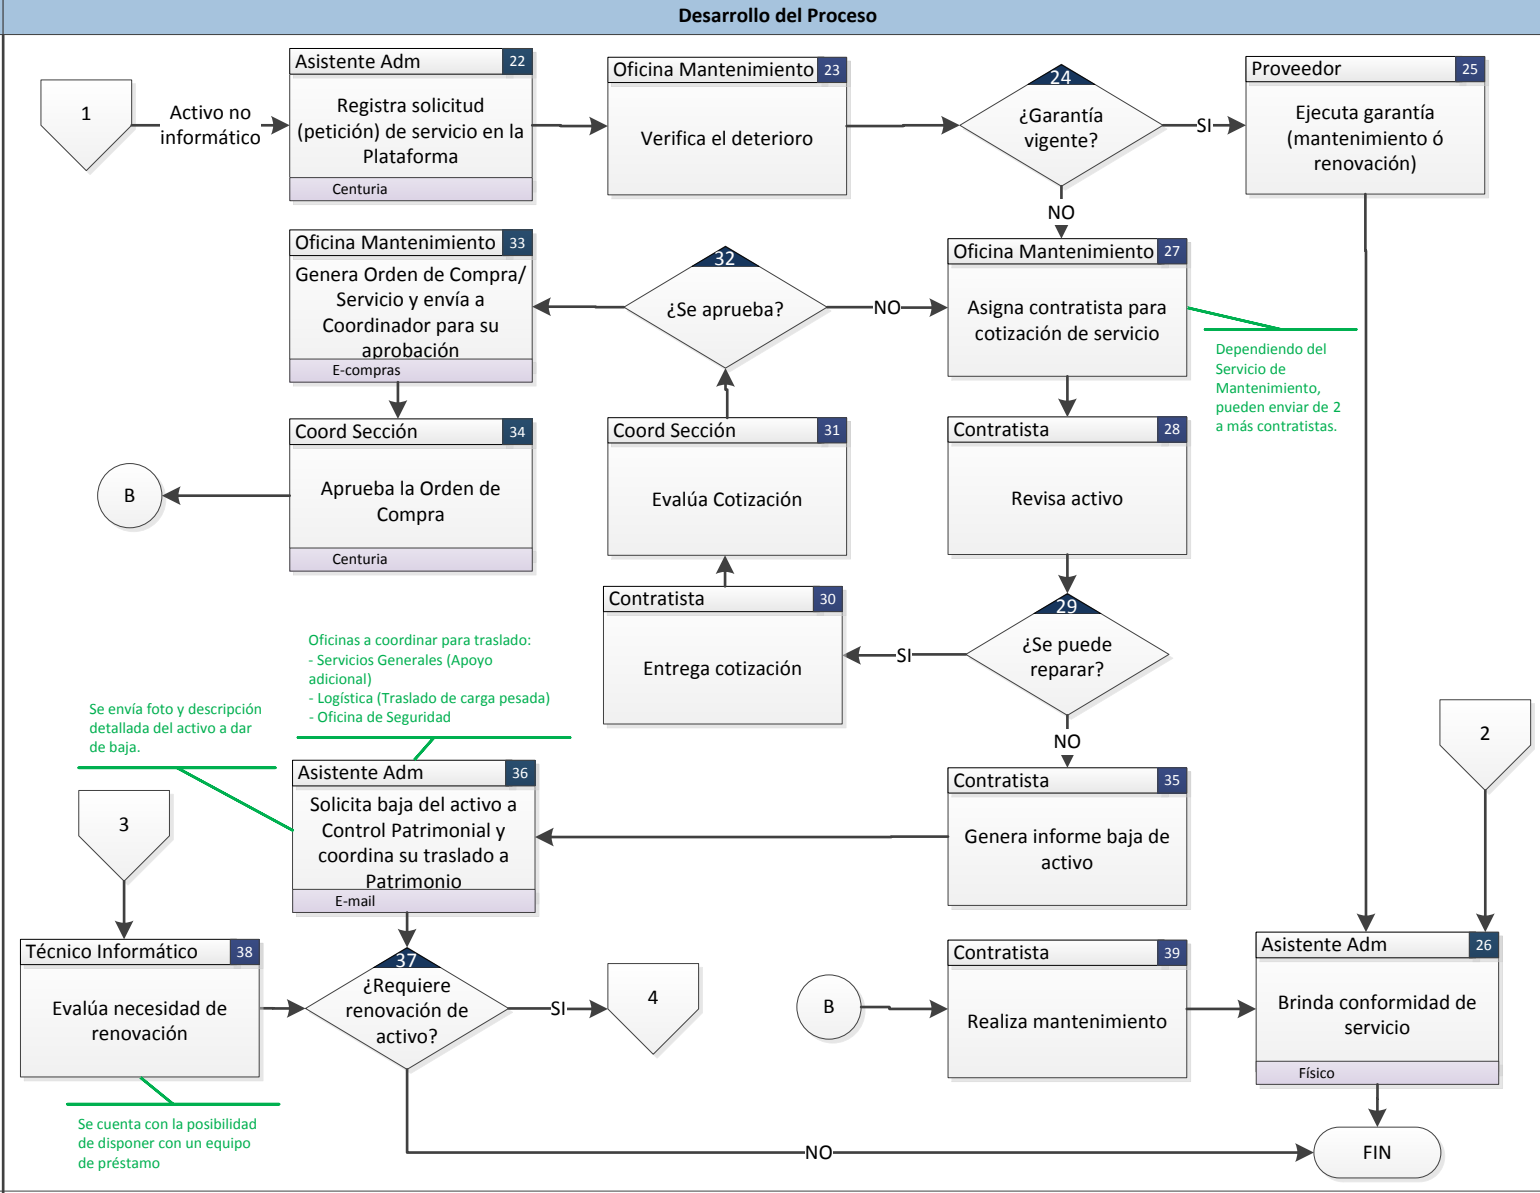 Desarrollo del Proceso
1
Activo no
informático
Asistente Adm
22
Registra solicitud
(petición) de servicio en la
Plataforma
Centuria
Oficina Mantenimiento
23
Verifica el deterioro
24
¿Garantía
vigente?
SI
NO
Proveedor
25
Ejecuta garantía
(mantenimiento ó
renovación)
Oficina Mantenimiento
33
Genera Orden de Compra/
Servicio y envía a
Coordinador para su
aprobación
E-compras
32
¿Se aprueba?
NO
Oficina Mantenimiento
27
Asigna contratista para
cotización de servicio
Dependiendo del
Servicio de
Mantenimiento,
pueden enviar de 2
a más contratistas.
B
Coord Sección
34
Aprueba la Orden de
Compra
Centuria
Coord Sección
31
Evalúa Cotización
Contratista
28
Revisa activo
Contratista
30
Entrega cotización
SI
29
¿Se puede
reparar?
NO
Oficinas a coordinar para traslado:
- Servicios Generales (Apoyo
adicional)
- Logística (Traslado de carga pesada)
- Oficina de Seguridad
Se envía foto y descripción
detallada del activo a dar
de baja.
2
3
Asistente Adm
36
Solicita baja del activo a
Control Patrimonial y
coordina su traslado a
Patrimonio
E-mail
Contratista
35
Genera informe baja de
activo
Técnico Informático
38
Evalúa necesidad de
renovación
37
¿Requiere
renovación de
activo?
SI
4
B
Contratista
39
Realiza mantenimiento
Asistente Adm
26
Brinda conformidad de
servicio
Físico
Se cuenta con la posibilidad
de disponer con un equipo
de préstamo
NO
FIN